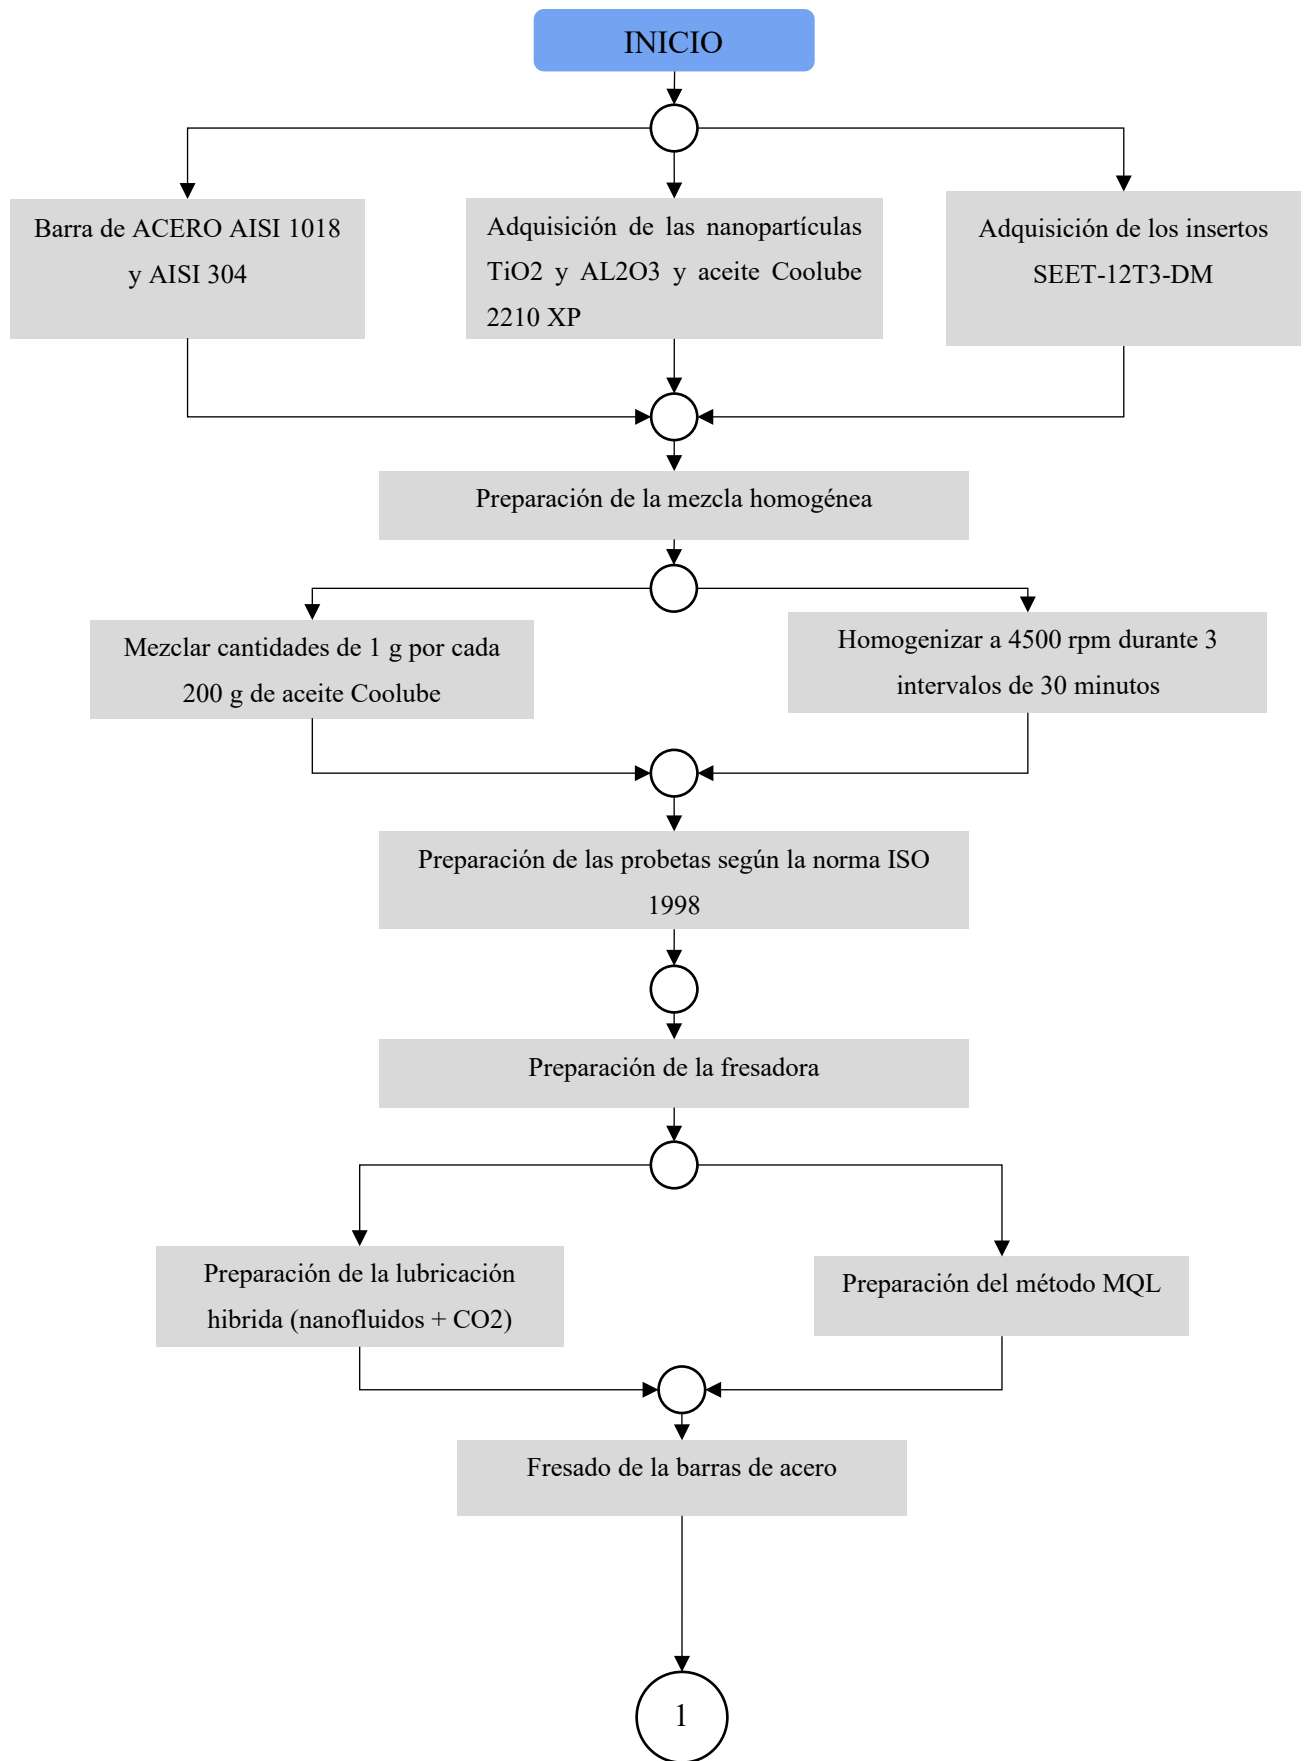 INICIO
Barra de ACERO AISI 1018
y AISI 304
Adquisición de las nanopartículas
TiO2 y AL2O3 y aceite Coolube
2210 XP
Adquisición de los insertos
SEET-12T3-DM
Preparación de la mezcla homogénea
Mezclar cantidades de 1 g por cada
200 g de aceite Coolube
Homogenizar a 4500 rpm durante 3
intervalos de 30 minutos
Preparación de las probetas según la norma ISO
1998
Preparación de la fresadora
Preparación de la lubricación
hibrida (nanofluidos + CO2)
Preparación del método MQL
Fresado de la barras de acero
1